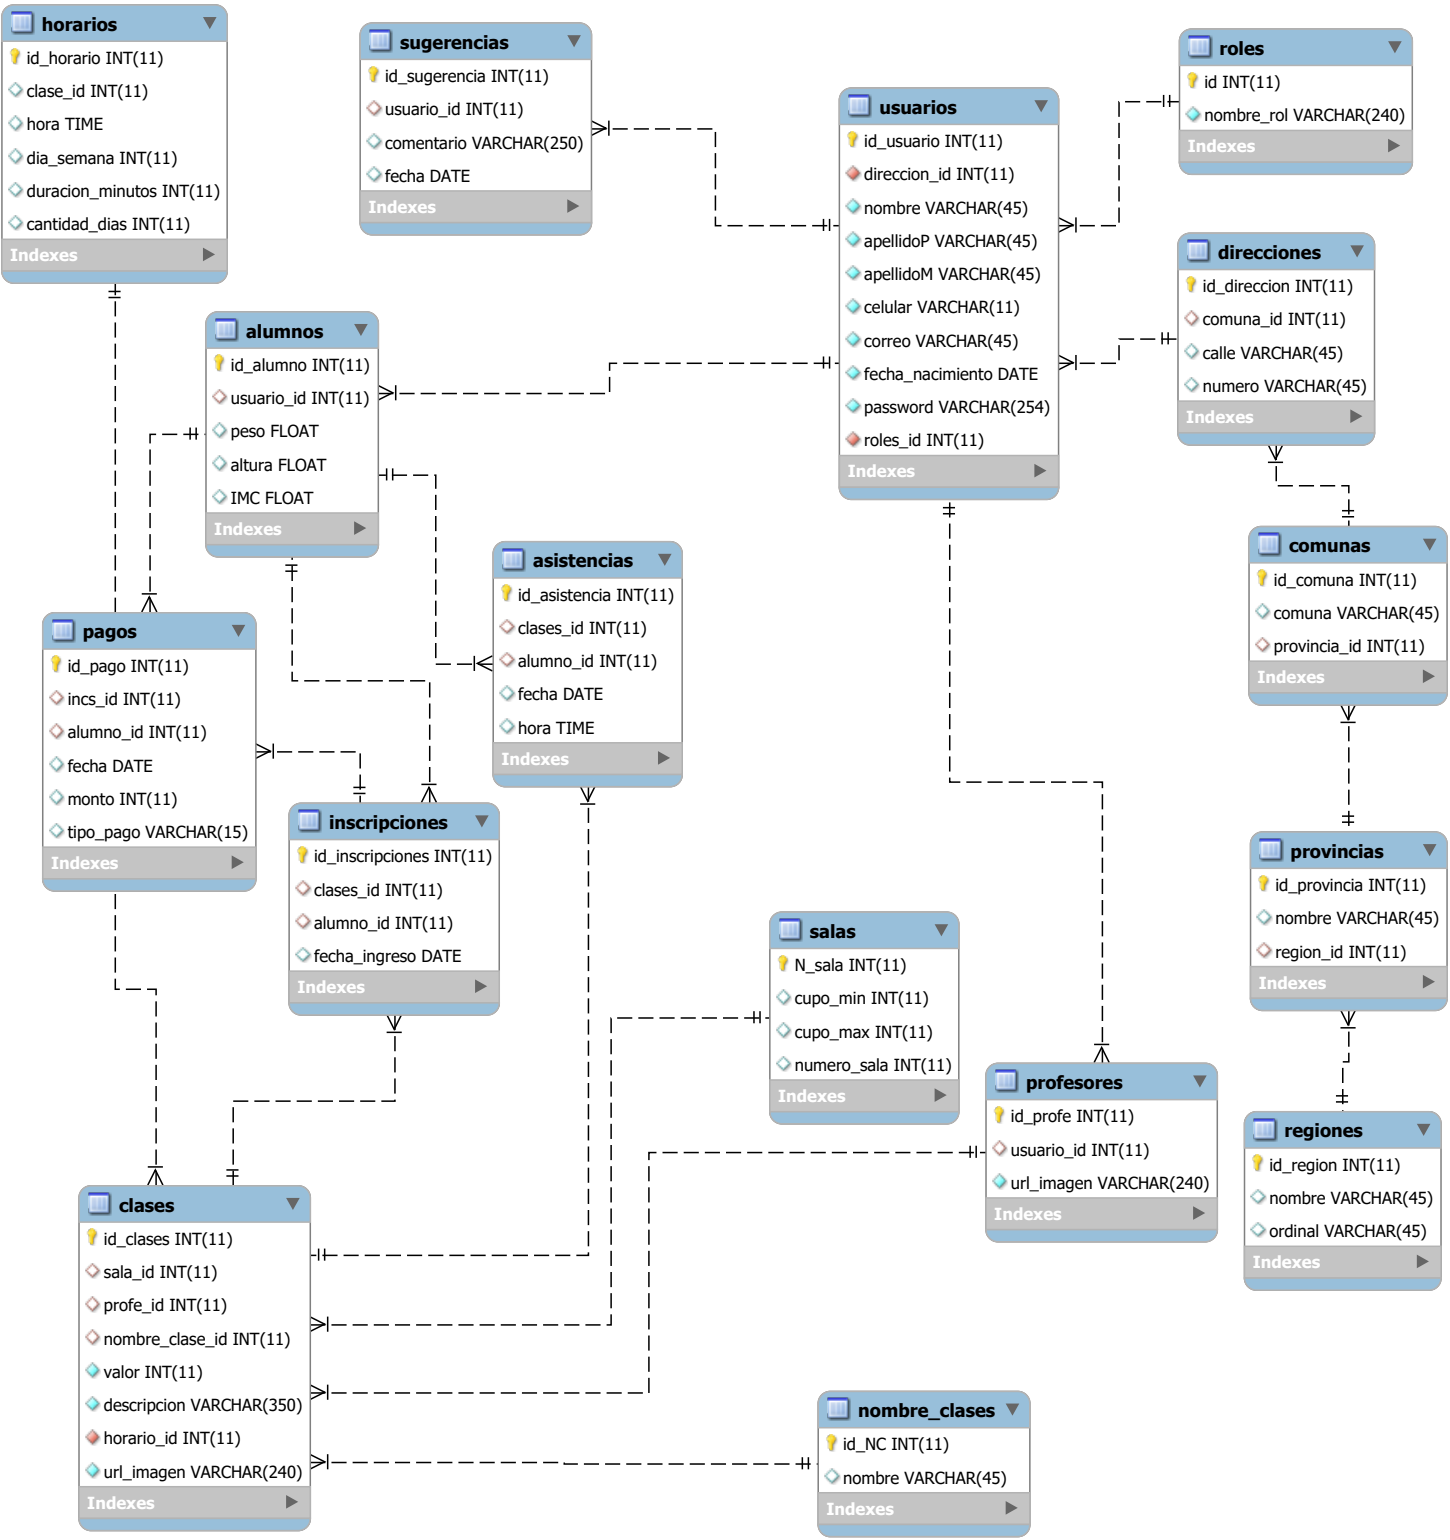 horarios
id_horario INT(11)
clase_id INT(11)
hora TIME
dia_semana INT(11)
duracion_minutos INT(11)
cantidad_dias INT(11)
Indexes
sugerencias
id_sugerencia INT(11)
usuario_id INT(11)
comentario VARCHAR(250)
fecha DATE
Indexes
usuarios
id_usuario INT(11)
direccion_id INT(11)
nombre VARCHAR(45)
apellidoP VARCHAR(45)
apellidoM VARCHAR(45)
celular VARCHAR(11)
correo VARCHAR(45)
fecha_nacimiento DATE
password VARCHAR(254)
roles_id INT(11)
Indexes
roles
id INT(11)
nombre_rol VARCHAR(240)
Indexes
direcciones
id_direccion INT(11)
comuna_id INT(11)
calle VARCHAR(45)
numero VARCHAR(45)
Indexes
alumnos
id_alumno INT(11)
usuario_id INT(11)
peso FLOAT
altura FLOAT
IMC FLOAT
Indexes
asistencias
id_asistencia INT(11)
clases_id INT(11)
alumno_id INT(11)
fecha DATE
hora TIME
Indexes
comunas
id_comuna INT(11)
comuna VARCHAR(45)
provincia_id INT(11)
Indexes
pagos
id_pago INT(11)
incs_id INT(11)
alumno_id INT(11)
fecha DATE
monto INT(11)
tipo_pago VARCHAR(15)
Indexes
inscripciones
id_inscripciones INT(11)
clases_id INT(11)
alumno_id INT(11)
fecha_ingreso DATE
Indexes
provincias
id_provincia INT(11)
nombre VARCHAR(45)
region_id INT(11)
Indexes
salas
N_sala INT(11)
cupo_min INT(11)
cupo_max INT(11)
numero_sala INT(11)
Indexes
profesores
id_profe INT(11)
usuario_id INT(11)
url_imagen VARCHAR(240)
Indexes
regiones
id_region INT(11)
nombre VARCHAR(45)
ordinal VARCHAR(45)
Indexes
clases
id_clases INT(11)
sala_id INT(11)
profe_id INT(11)
nombre_clase_id INT(11)
valor INT(11)
descripcion VARCHAR(350)
horario_id INT(11)
url_imagen VARCHAR(240)
Indexes
nombre_clases
id_NC INT(11)
nombre VARCHAR(45)
Indexes